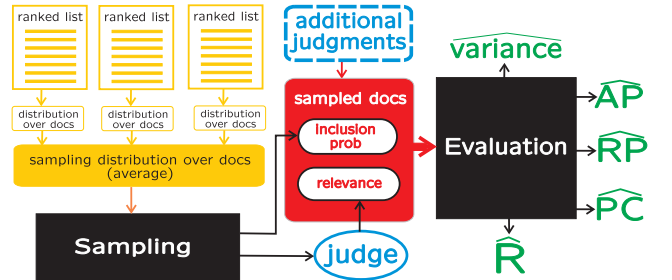 ranked list
ranked list
ranked list
distribution
over docs
distribution
over docs
distribution
over docs
sampling distribution over docs
(average)
Sampling
additional
judgments
sampled docs
inclusion
prob
relevance
judge
Evaluation
variance
AP
RP
PC
R